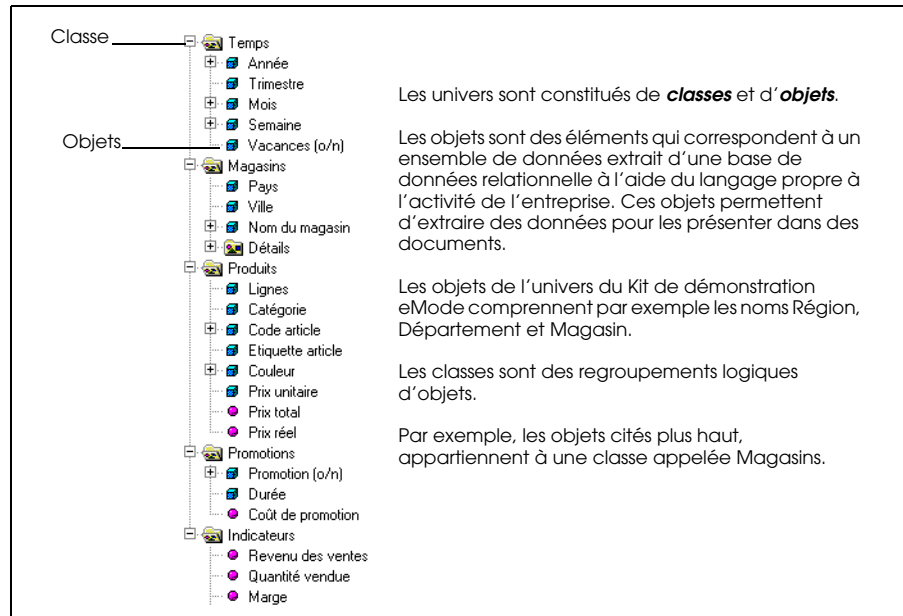 Classe
Temps
Année
Trimestre
Mois
Semaine
Objets
Vacances (o/n)
Magasins
Pays
Ville
Nom du magasin
Détails
Produits
Lignes
Catégorie
Code article
Etiquette article
Couleur
Prix unitaire
Prix total
Prix réel
Promotions
Promotion (o/n)
Durée
Coût de promotion
Indicateurs
Revenu des ventes
Quantité vendue
Marge
Les univers sont constitués de classes et d’objets.
Les objets sont des éléments qui correspondent à un
ensemble de données extrait d’une base de
données relationnelle à l’aide du langage propre à
l’activité de l’entreprise. Ces objets permettent
d’extraire des données pour les présenter dans des
documents.
Les objets de l’univers du Kit de démonstration
eMode comprennent par exemple les noms Région,
Département et Magasin.
Les classes sont des regroupements logiques
d’objets.
Par exemple, les objets cités plus haut,
appartiennent à une classe appelée Magasins.